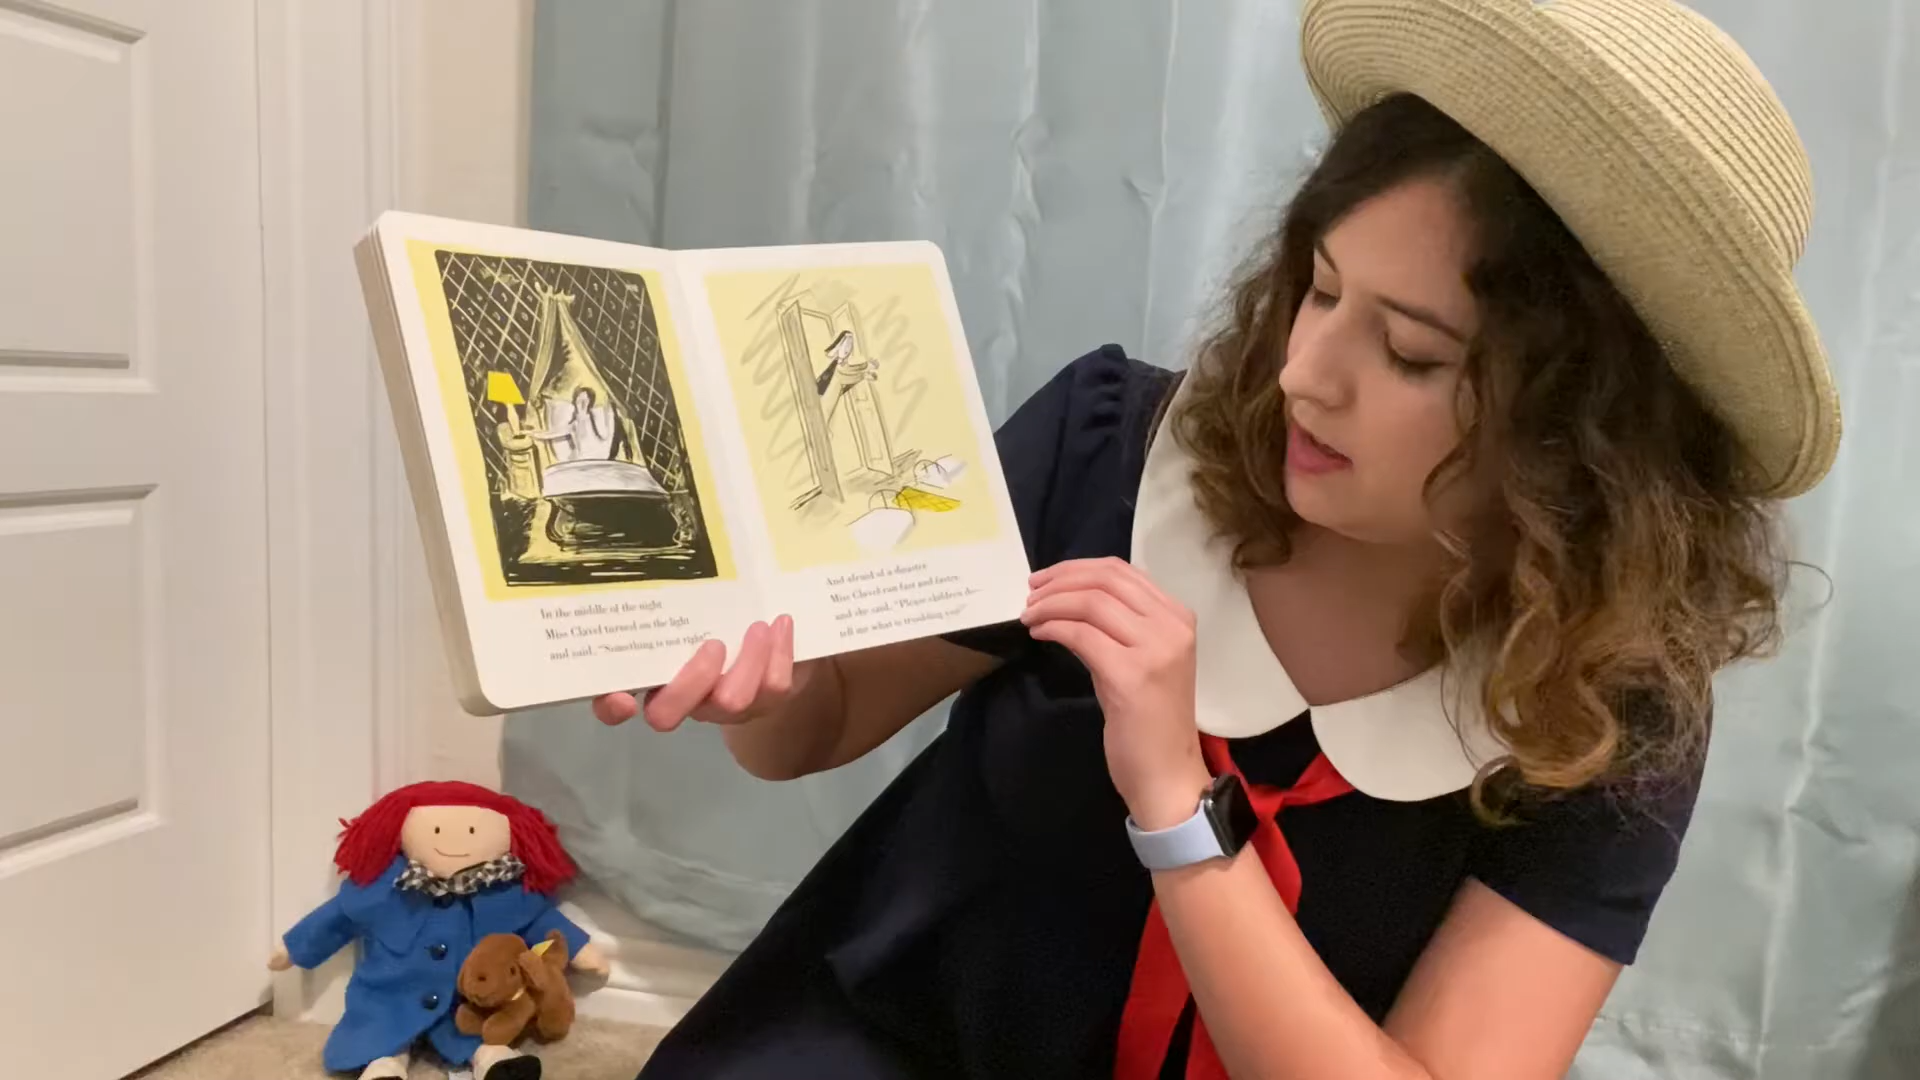 In the middle of the night
Miss Clavel turned on the light
and said, "Something is not right!"
And afraid of a disaster
Miss Clavel ran fast and faster,
and she said, "Please children do—
tell me what is troubling you?"